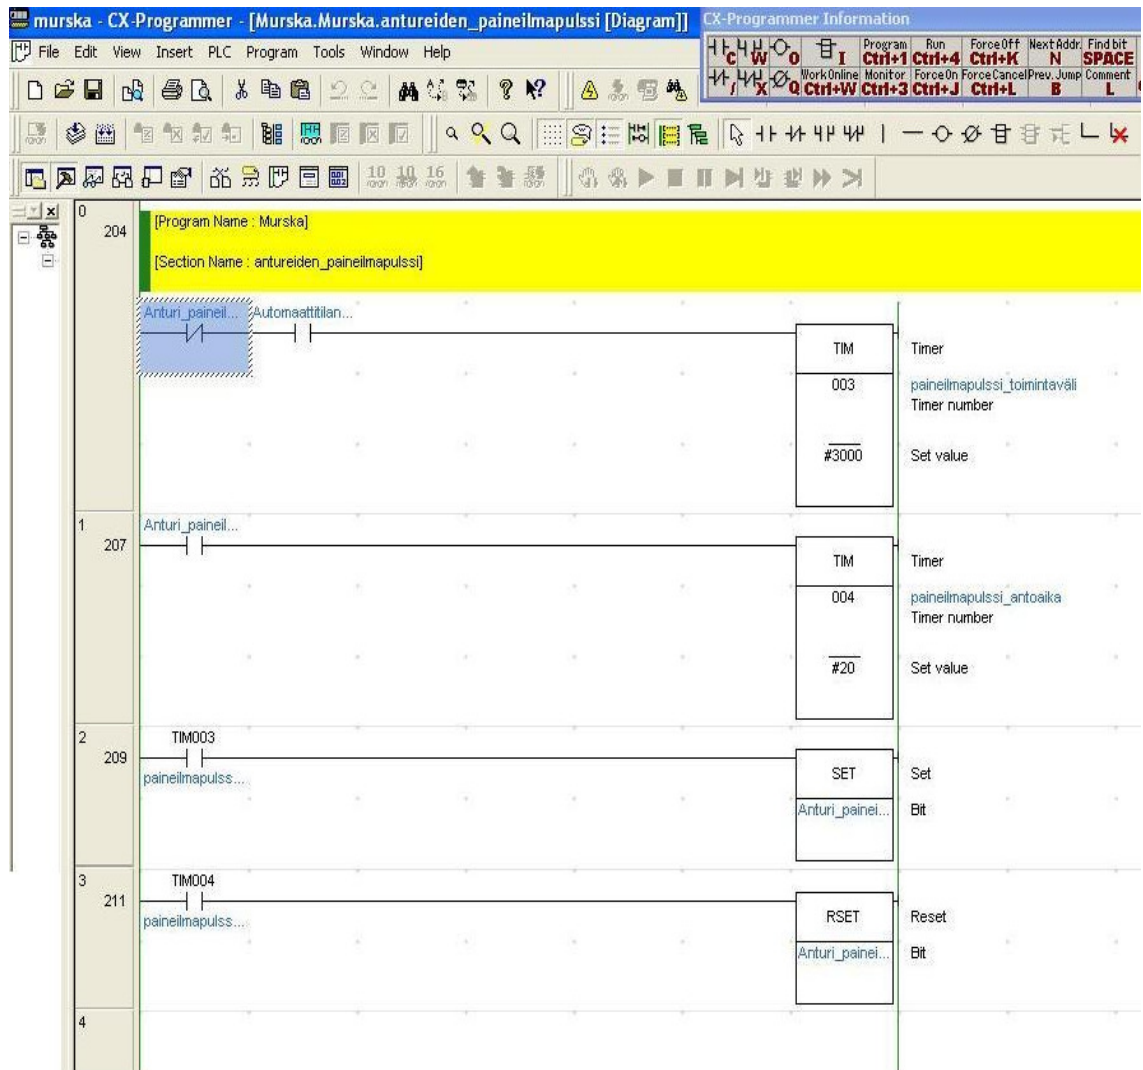 murska - CX-Programmer - [Murska.Murska.antureiden_paineilmapulssi [Diagram]]
CX-Programmer Information
File Edit View Insert PLC Program Tools Window Help
C W O I Program Ctrl+1 Run Ctrl+4 ForceOff Ctrl+K NextAddr. N Find bit SPACE
/ X Q WorkOnline Ctrl+W Monitor Ctrl+3 ForceOn Ctrl+J ForceCancel Ctrl+L Prev. Jump B Comment L
10 10 16
0
204
[Program Name : Murska]
[Section Name : antureiden_paineilmapulssi]
Anturi_paineil... Automaattitilan...
TIM Timer
003 paineilmapulssi_toimintaväli
Timer number
#3000 Set value
1
207
Anturi_paineil...
TIM Timer
004 paineilmapulssi_antoaika
Timer number
#20 Set value
2
209
TIM003
paineilmapulss...
SET Set
Anturi_painei... Bit
3
211
TIM004
paineilmapulss...
RSET Reset
Anturi_painei... Bit
4